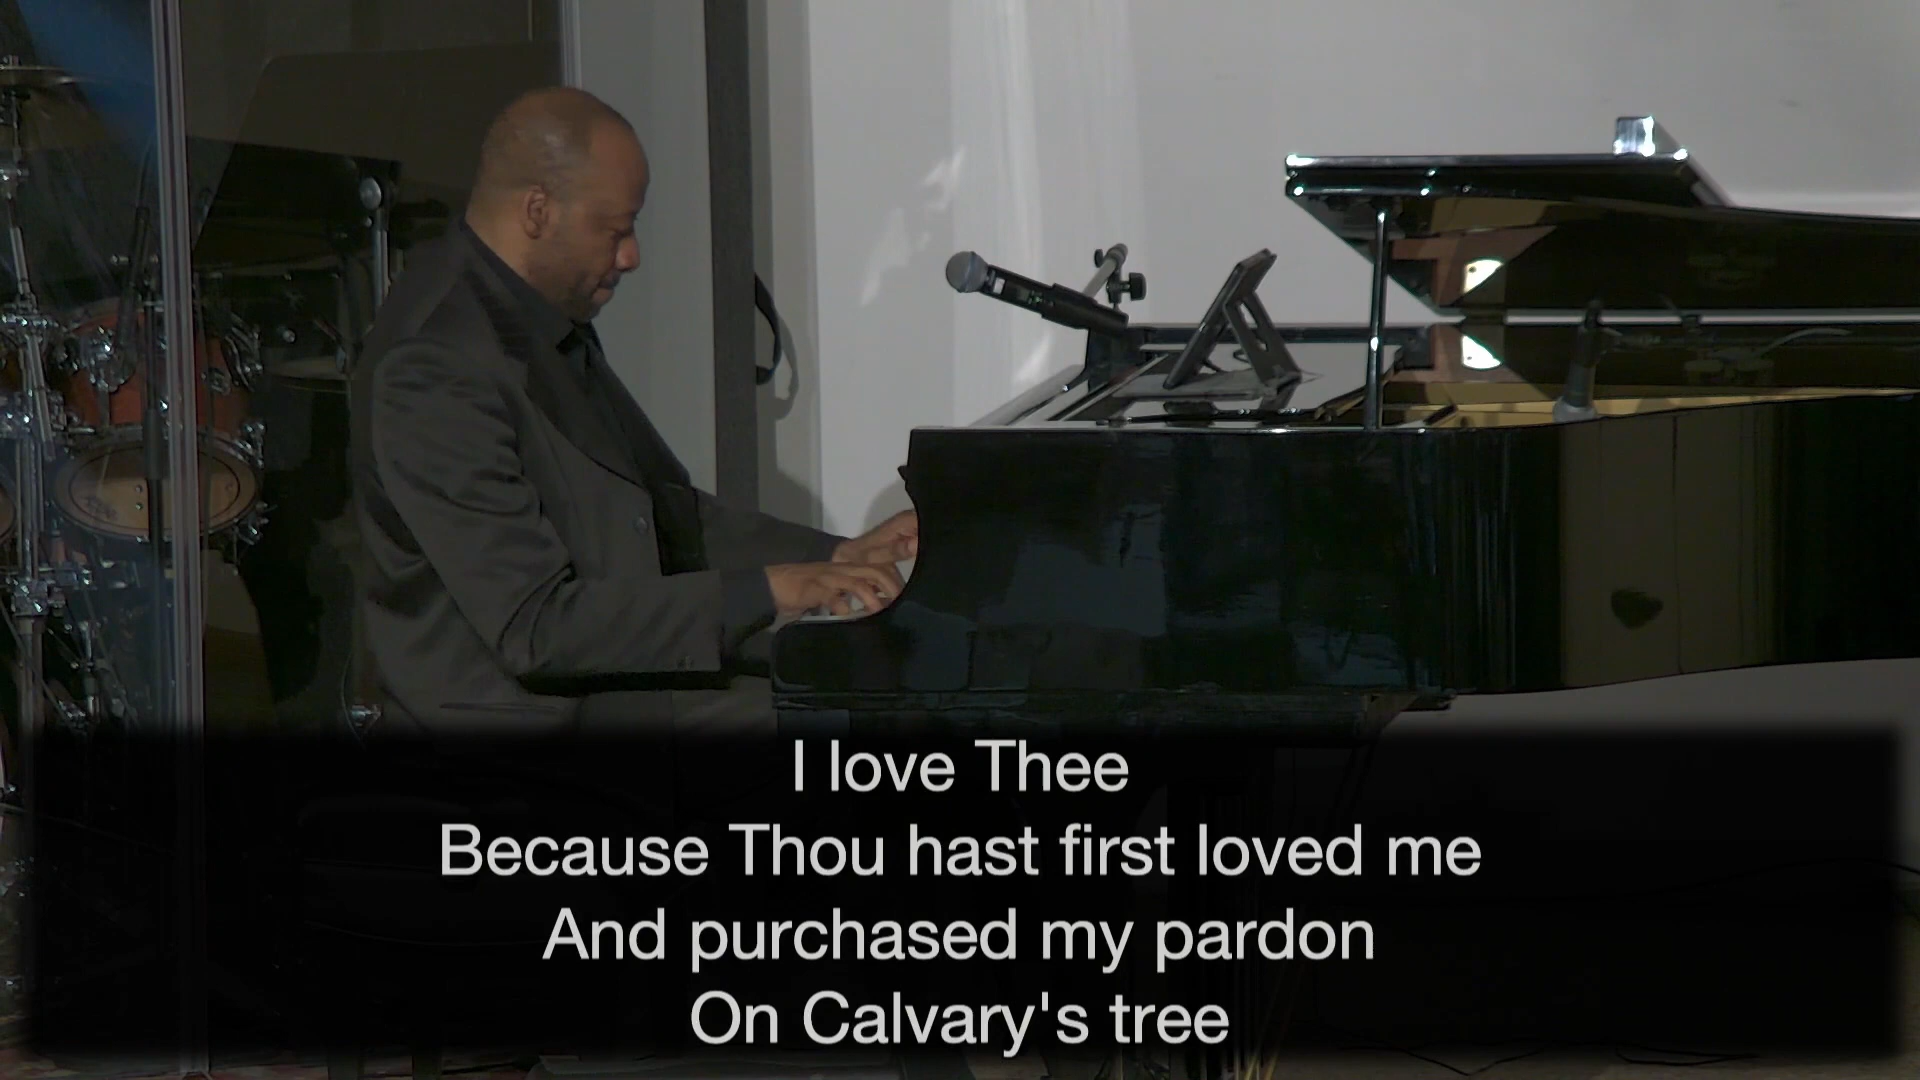 I love Thee
Because Thou hast first loved me
And purchased my pardon
On Calvary's tree